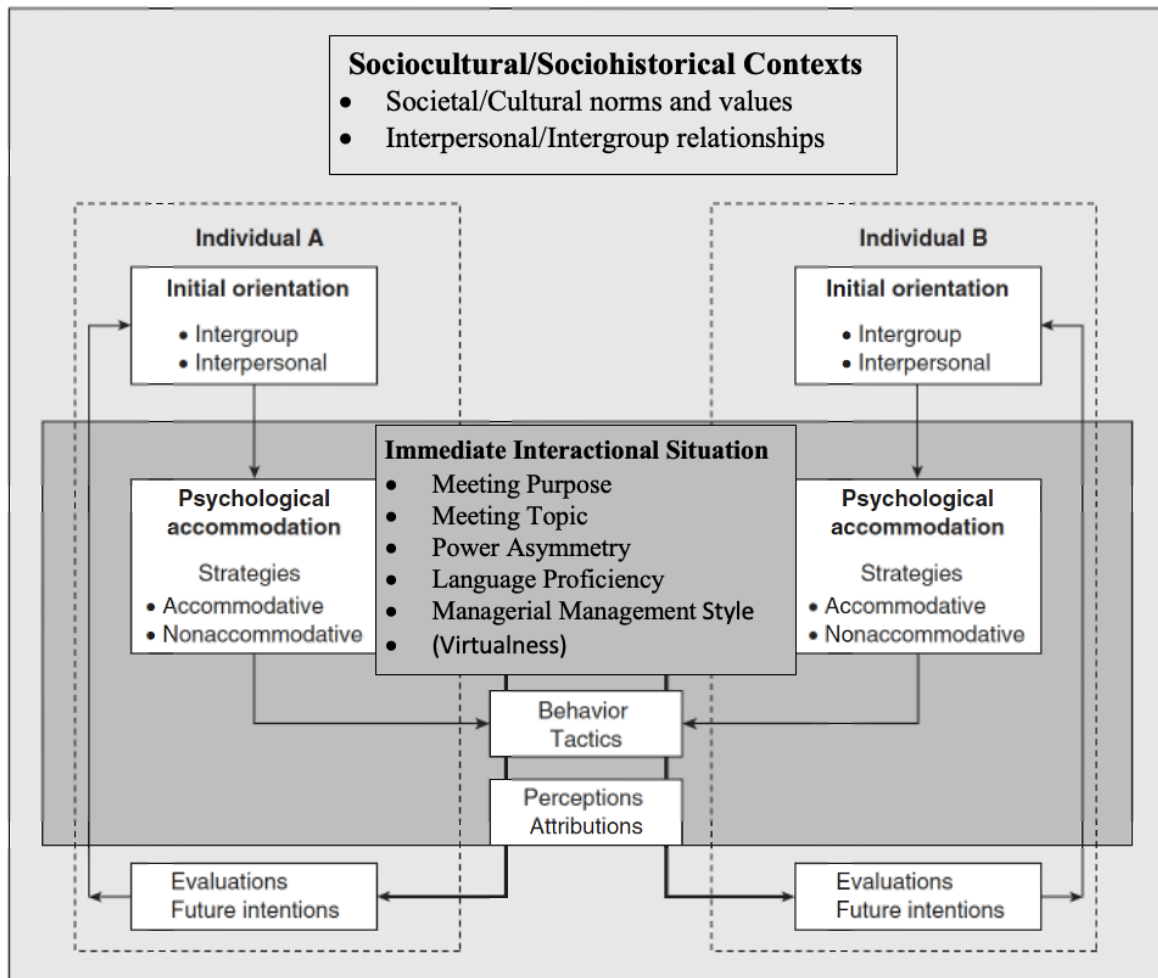 Sociocultural/Sociohistorical Contexts
• Societal/Cultural norms and values
• Interpersonal/Intergroup relationships
Individual A
Initial orientation
• Intergroup
• Interpersonal
Individual B
Initial orientation
• Intergroup
• Interpersonal
Psychological
accommodation
Strategies
• Accommodative
• Nonaccommodative
Immediate Interactional Situation
• Meeting Purpose
• Meeting Topic
• Power Asymmetry
• Language Proficiency
• Managerial Management Style
• (Virtualness)
Psychological
accommodation
Strategies
• Accommodative
• Nonaccommodative
Behavior
Tactics
Perceptions
Attributions
Evaluations
Future intentions
Evaluations
Future intentions